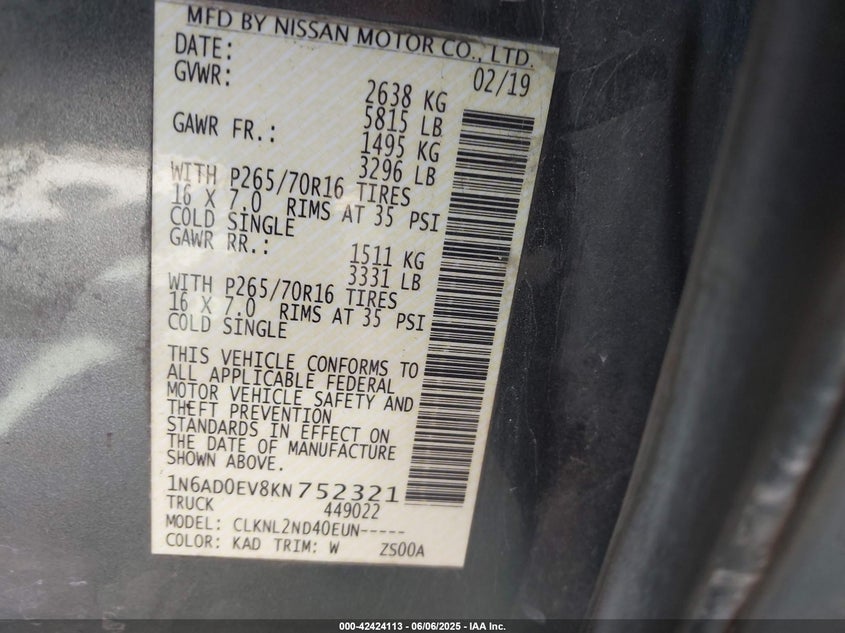 MFD BY NISSAN MOTOR CO., LTD.
DATE: 02/19
GVWR: 2638 KG
5815 LB
GAWR FR.: 1495 KG
3296 LB
WITH P265/70R16 TIRES
16 X 7.0 RIMS AT 35 PSI
COLD SINGLE
GAWR RR.: 1511 KG
3331 LB
WITH P265/70R16 TIRES
16 X 7.0 RIMS AT 35 PSI
COLD SINGLE
THIS VEHICLE CONFORMS TO
ALL APPLICABLE FEDERAL
MOTOR VEHICLE SAFETY AND
THEFT PREVENTION
STANDARDS IN EFFECT ON
THE DATE OF MANUFACTURE
SHOWN ABOVE.
1N6AD0EV8KN752321
TRUCK 449022
MODEL: CLKNL2ND40EUN-----
COLOR: KAD TRIM: W ZS00A
000-42424113 - 06/06/2025 - IAA Inc.